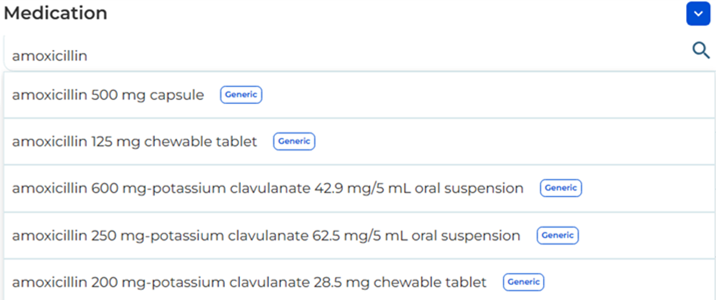 Medication
amoxicillin
amoxicillin 500 mg capsule Generic
amoxicillin 125 mg chewable tablet Generic
amoxicillin 600 mg-potassium clavulanate 42.9 mg/5 mL oral suspension Generic
amoxicillin 250 mg-potassium clavulanate 62.5 mg/5 mL oral suspension Generic
amoxicillin 200 mg-potassium clavulanate 28.5 mg chewable tablet Generic